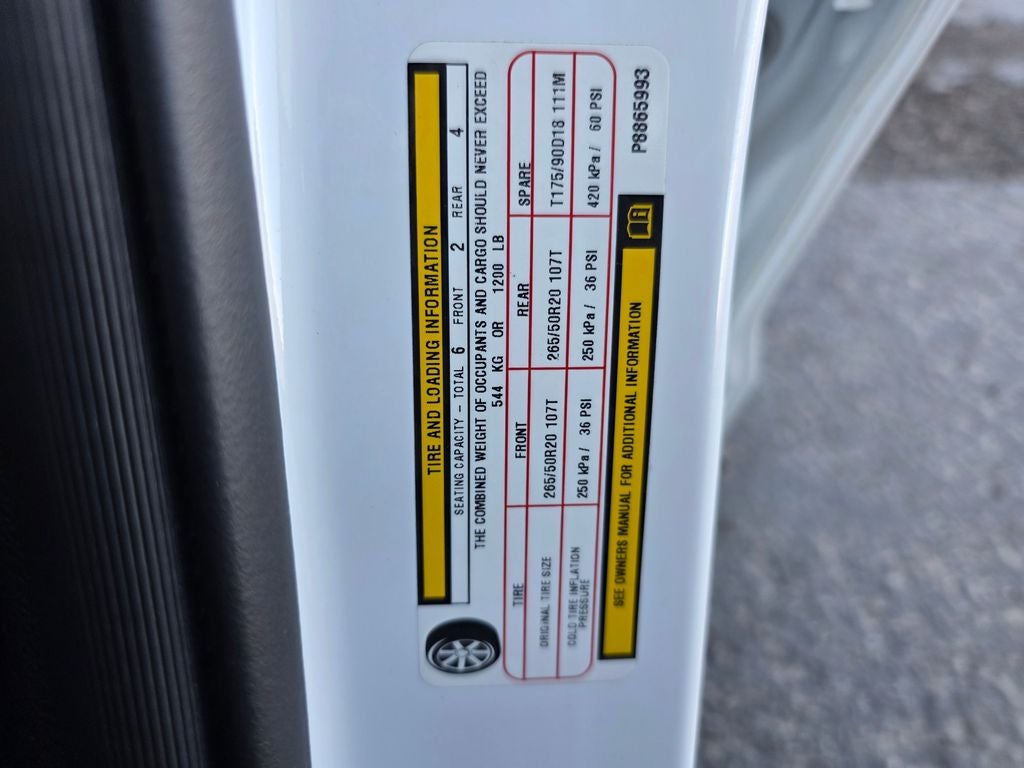 TIRE AND LOADING INFORMATION
SEATING CAPACITY - TOTAL 6 FRONT 2 REAR 4
THE COMBINED WEIGHT OF OCCUPANTS AND CARGO SHOULD NEVER EXCEED
544 KG OR 1200 LB
TIRE FRONT REAR SPARE
ORIGINAL TIRE SIZE 265/50R20 107T 265/50R20 107T T175/90D18 111M
COLD TIRE INFLATION PRESSURE 250 kPa / 36 PSI 250 kPa / 36 PSI 420 kPa / 60 PSI
SEE OWNERS MANUAL FOR ADDITIONAL INFORMATION
P8865993